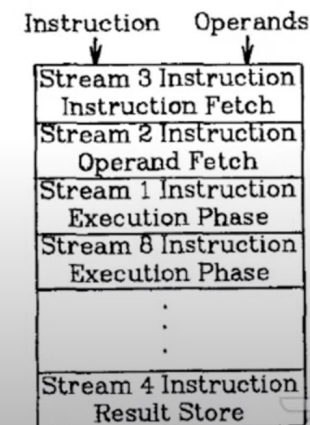 Instruction Operands
Stream 3 Instruction
Instruction Fetch
Stream 2 Instruction
Operand Fetch
Stream 1 Instruction
Execution Phase
Stream 8 Instruction
Execution Phase
.
.
.
Stream 4 Instruction
Result Store